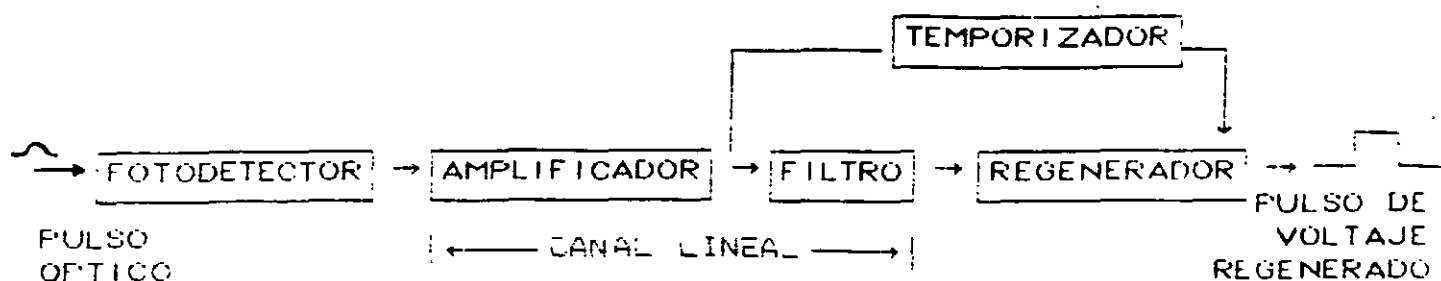 TEMPORIZADOR
FOTODETECTOR
AMPLIFICADOR
FILTRO
REGENERADOR
PULSO
OPTICO
CANAL LINEAL
PULSO DE
VOLTAJE
REGENERADO